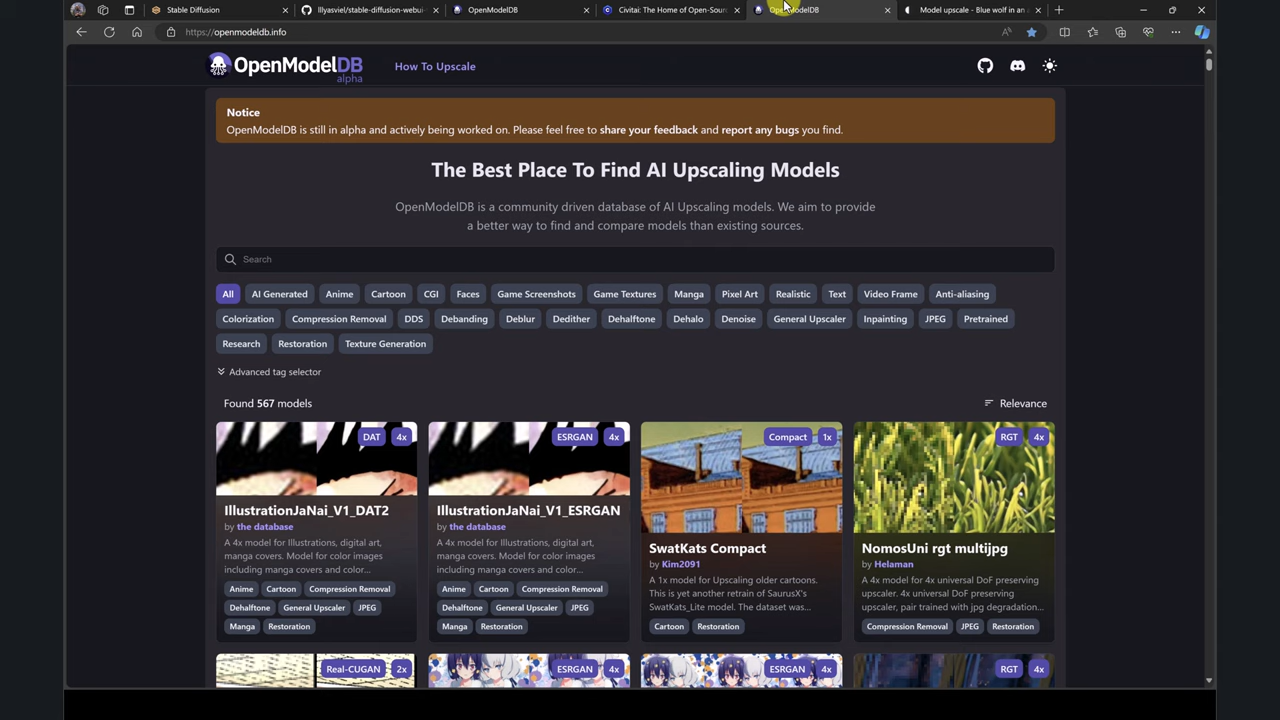 Stable Diffusion
lllyasviel/stable-diffusion-webui-
OpenModelDB
Civitai: The Home of Open-Sour
OpenModelDB
Model upscale - Blue wolf in an
https://openmodeldb.info
OpenModelDB
alpha
How To Upscale
Notice
OpenModelDB is still in alpha and actively being worked on. Please feel free to share your feedback and report any bugs you find.
The Best Place To Find AI Upscaling Models
OpenModelDB is a community driven database of AI Upscaling models. We aim to provide
a better way to find and compare models than existing sources.
Search
All AI Generated Anime Cartoon CGI Faces Game Screenshots Game Textures Manga Pixel Art Realistic Text Video Frame Anti-aliasing
Colorization Compression Removal DDS Debanding Deblur Dedither Dehalftone Dehalo Denoise General Upscaler Inpainting JPEG Pretrained
Research Restoration Texture Generation
Advanced tag selector
Found 567 models
Relevance
DAT 4x
IllustrationJaNai_V1_DAT2
by the database
A 4x model for Illustrations, digital art,
manga covers. Model for color images
including manga covers and color...
Anime Cartoon Compression Removal
Dehalftone General Upscaler JPEG
Manga Restoration
ESRGAN 4x
IllustrationJaNai_V1_ESRGAN
by the database
A 4x model for Illustrations, digital art,
manga covers. Model for color images
including manga covers and color...
Anime Cartoon Compression Removal
Dehalftone General Upscaler JPEG
Manga Restoration
Compact 1x
SwatKats Compact
by Kim2091
A 1x model for Upscaling older cartoons.
This is yet another retrain of SaurusX's
SwatKats_Lite model. The dataset was...
Cartoon Restoration
RGT 4x
NomosUni rgt multijpg
by Helaman
A 4x model for 4x universal DoF preserving
upscaler, pair trained with jpg degradation...
Compression Removal JPEG Restoration
Real-CUGAN 2x
ESRGAN 4x
ESRGAN 4x
RGT 4x